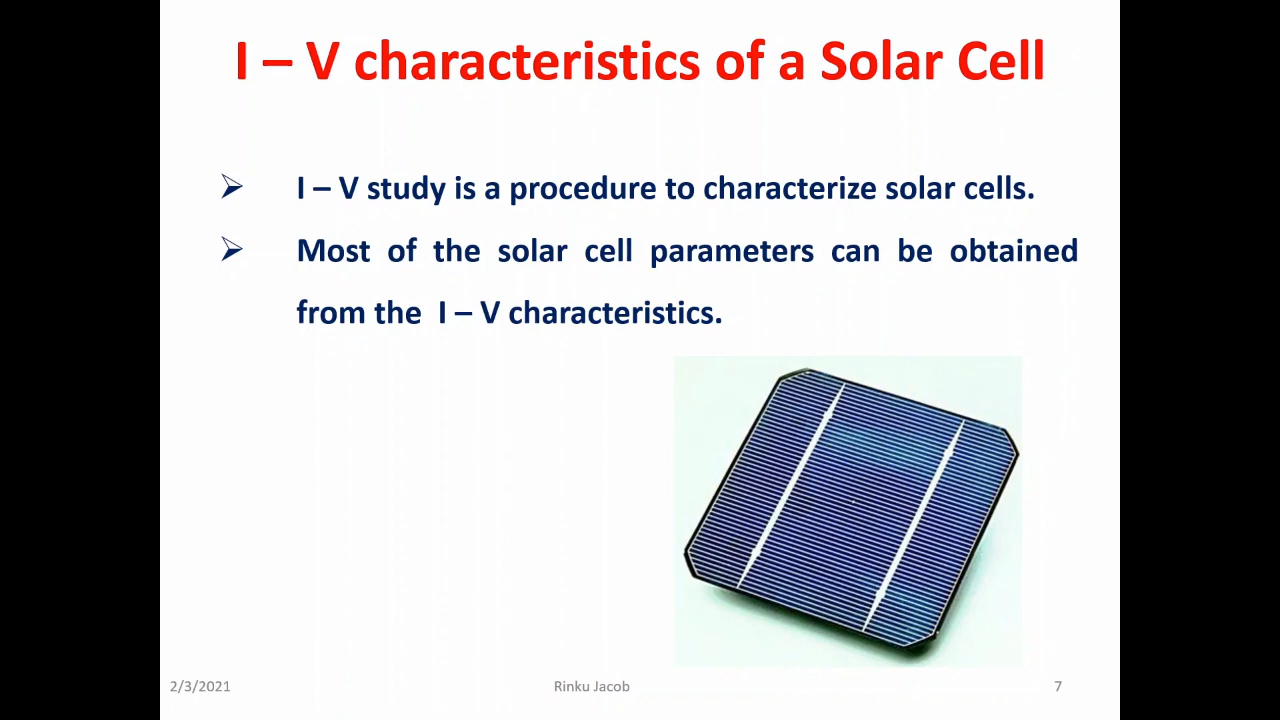 I – V characteristics of a Solar Cell
➢ I – V study is a procedure to characterize solar cells.
➢ Most of the solar cell parameters can be obtained
from the I – V characteristics.
2/3/2021 Rinku Jacob 7